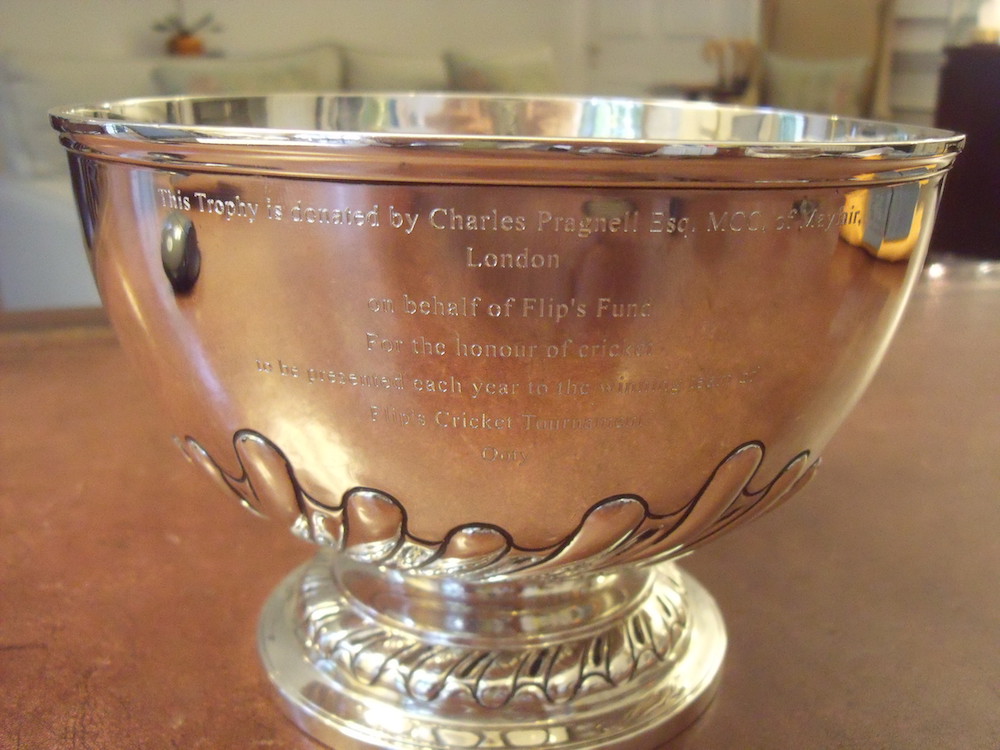 This Trophy is donated by Charles Pragnell Esq. MCC. of Mayfair,
London
on behalf of Flip's Fund
For the honour of cricket
to be presented each year to the winning team of
Flip's Cricket Tournament